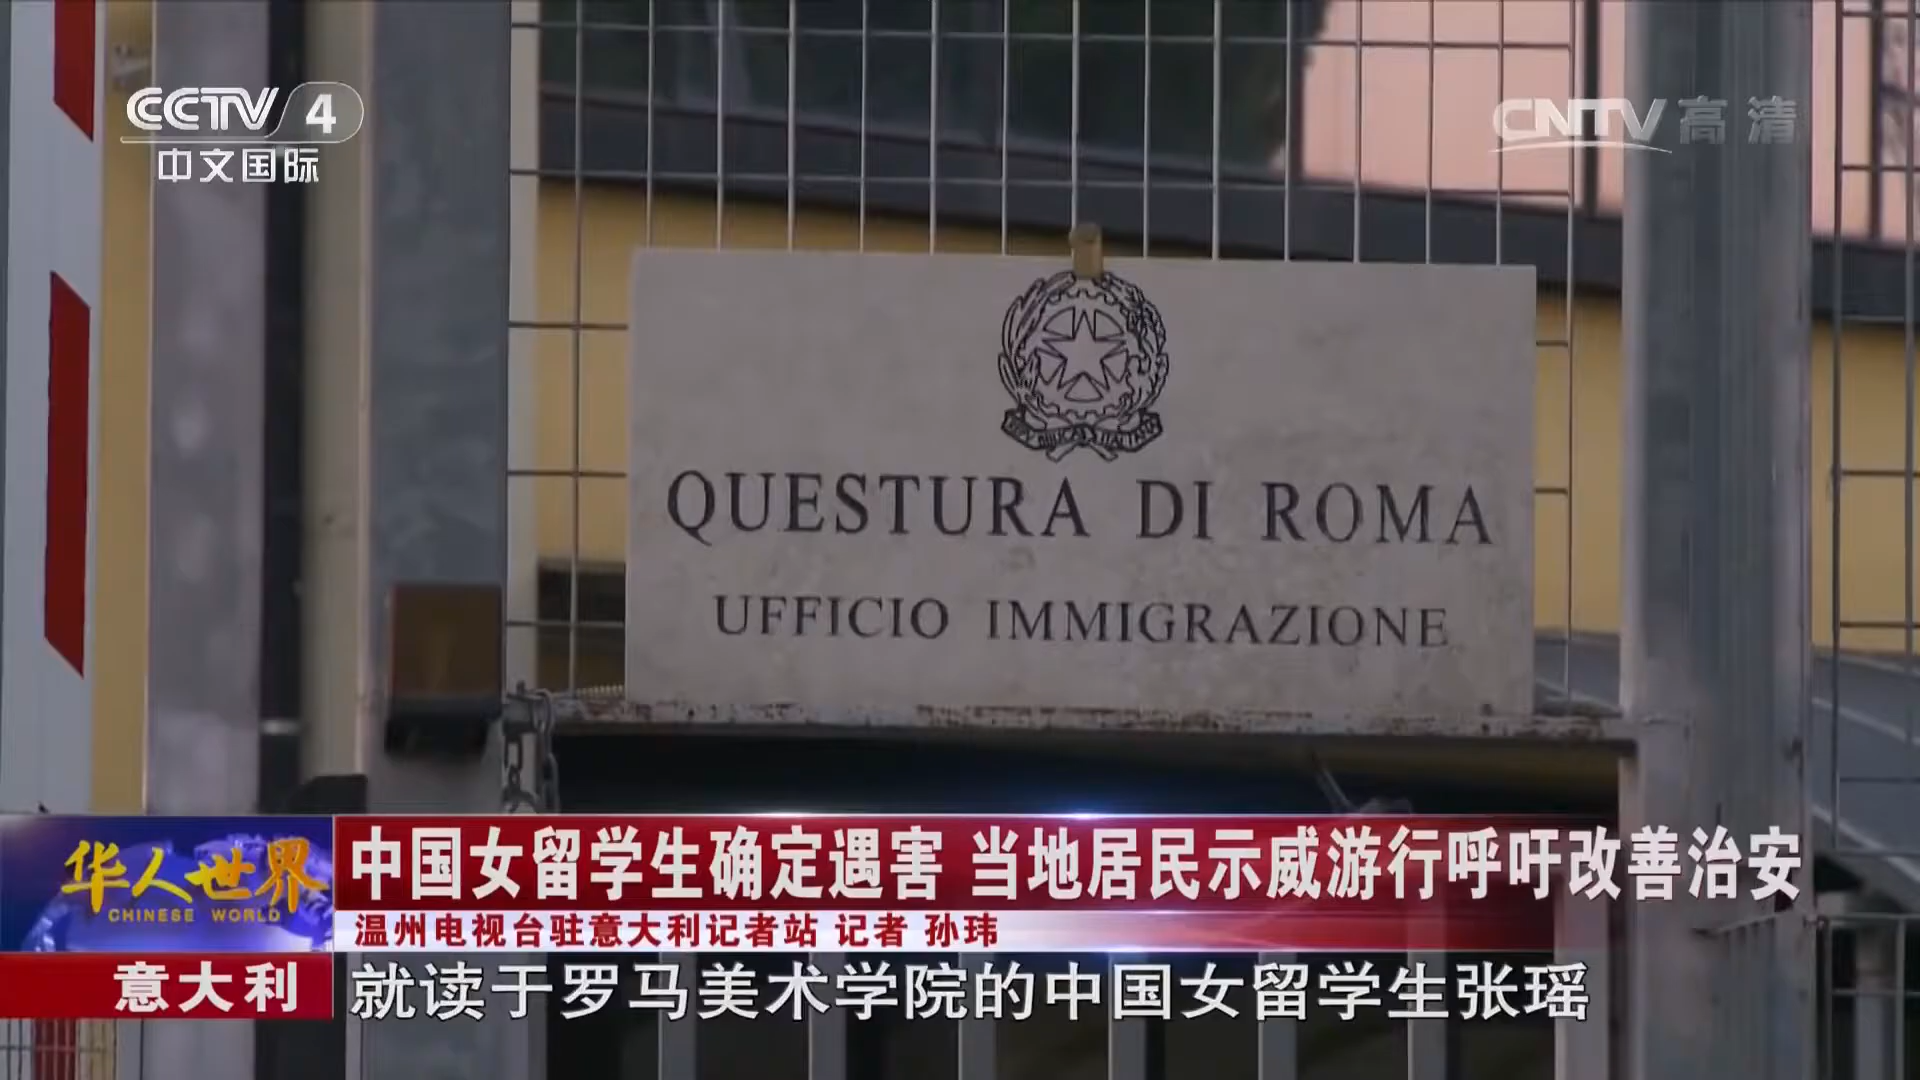 CCTV 4
中文国际
CNTV 高清
REPVBBLICA ITALIANA
QUESTURA DI ROMA
UFFICIO IMMIGRAZIONE
华人世界
CHINESE WORLD
中国女留学生确定遇害 当地居民示威游行呼吁改善治安
温州电视台驻意大利记者站 记者 孙玮
意大利
就读于罗马美术学院的中国女留学生张瑶